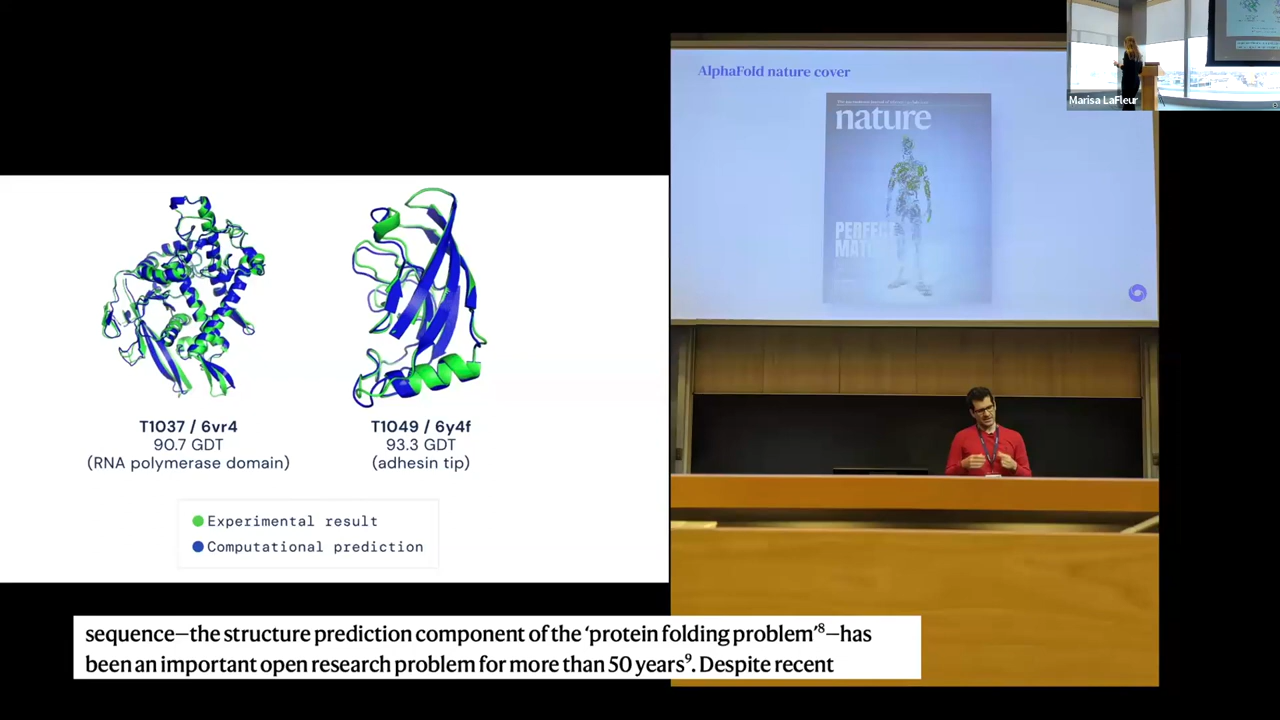 AlphaFold nature cover
nature
PERFECT
Marisa LaFleur
T1037 / 6vr4
90.7 GDT
(RNA polymerase domain)
T1049 / 6y4f
93.3 GDT
(adhesin tip)
Experimental result
Computational prediction
sequence—the structure prediction component of the ‘protein folding problem’⁸—has
been an important open research problem for more than 50 years⁹. Despite recent